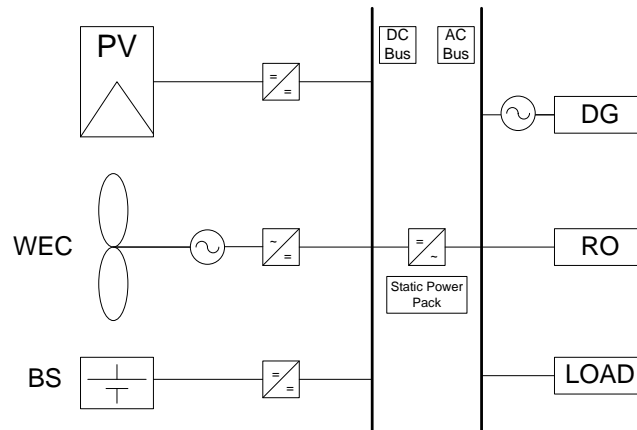 PV
DC
Bus
AC
Bus
=
=
DG
WEC
~
=
=
~
RO
Static Power
Pack
BS
=
=
LOAD